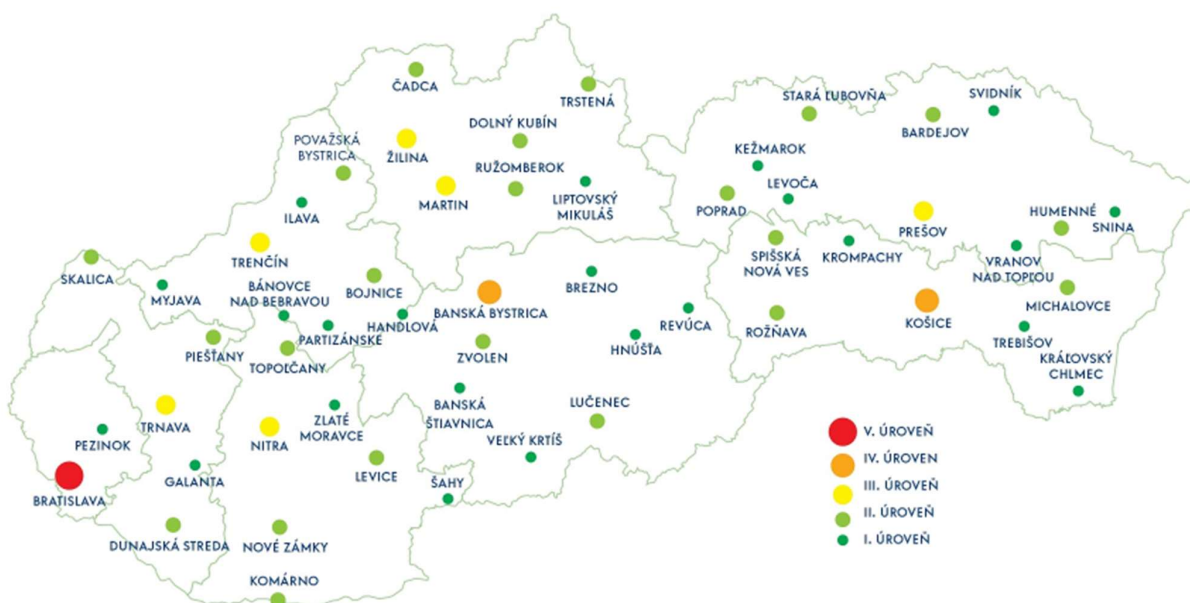 ČADCA
TRSTENÁ
DOLNÝ KUBÍN
POVAŽSKÁ
BYSTRICA
ŽILINA
RUŽOMBEROK
MARTIN
LIPTOVSKÝ
MIKULÁŠ
ILAVA
STARÁ ĽUBOVŇA
SVIDNÍK
BARDEJOV
KEŽMAROK
LEVOČA
POPRAD
PREŠOV
HUMENNÉ
SNINA
SPIŠSKÁ
NOVÁ VES
KROMPACHY
VRANOV
NAD TOPĽOU
MICHALOVCE
SKALICA
TRENČÍN
MYJAVA
BÁNOVCE
NAD BEBRAVOU
BOJNICE
BANSKÁ BYSTRICA
BREZNO
HANDLOVÁ
PARTIZÁNSKE
REVÚCA
ROŽŇAVA
KOŠICE
TREBIŠOV
KRÁĽOVSKÝ
CHLMEC
PIEŠŤANY
TOPOĽČANY
ZVOLEN
HNÚŠŤA
TRNAVA
PEZINOK
NITRA
ZLATÉ
MORAVCE
BANSKÁ
ŠTIAVNICA
LUČENEC
VEĽKÝ KRTÍŠ
BRATISLAVA
GALANTA
LEVICE
ŠAHY
DUNAJSKÁ STREDA
NOVÉ ZÁMKY
KOMÁRNO
V. ÚROVEŇ
IV. ÚROVEN
III. ÚROVEŇ
II. ÚROVEŇ
I. ÚROVEŇ